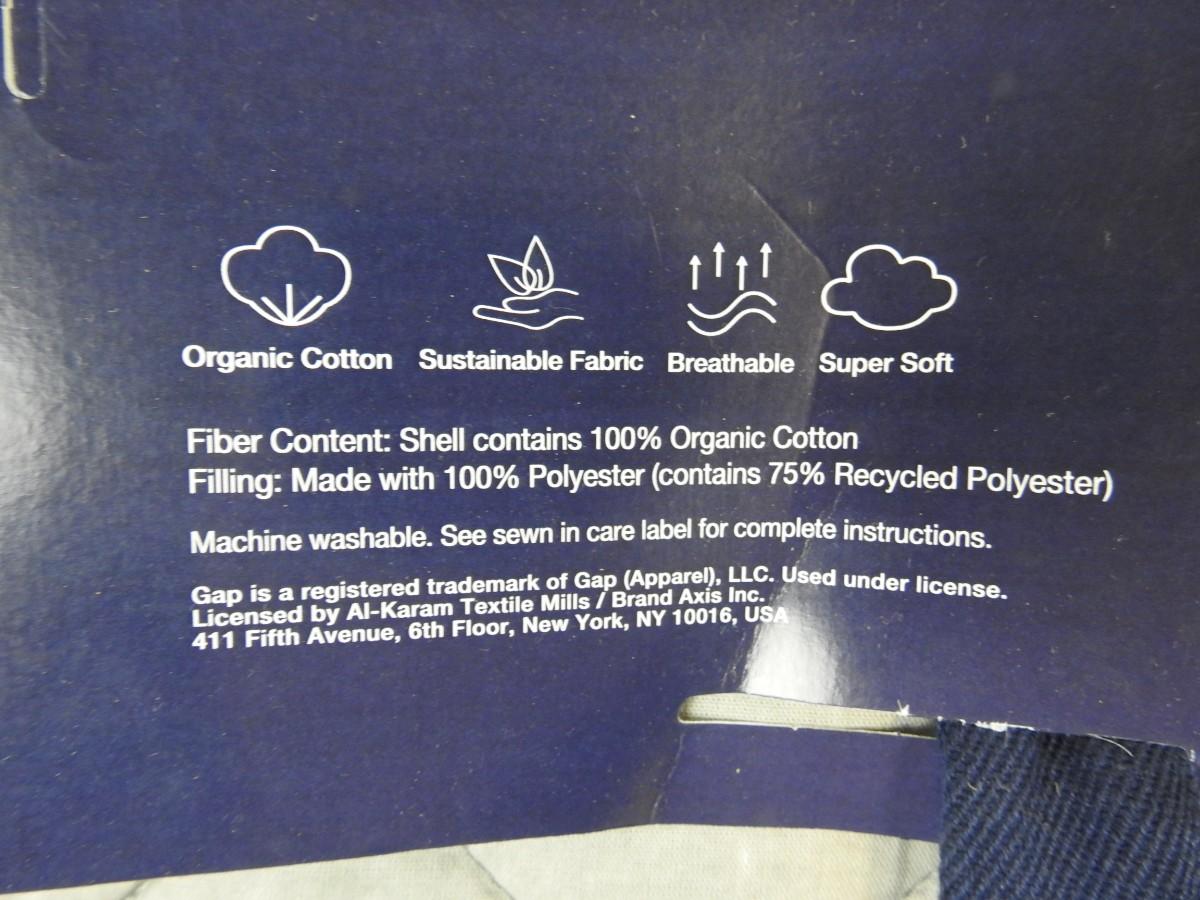 Organic Cotton Sustainable Fabric Breathable Super Soft
Fiber Content: Shell contains 100% Organic Cotton
Filling: Made with 100% Polyester (contains 75% Recycled Polyester)
Machine washable. See sewn in care label for complete instructions.
Gap is a registered trademark of Gap (Apparel), LLC. Used under license.
Licensed by Al-Karam Textile Mills / Brand Axis Inc.
411 Fifth Avenue, 6th Floor, New York, NY 10016, USA